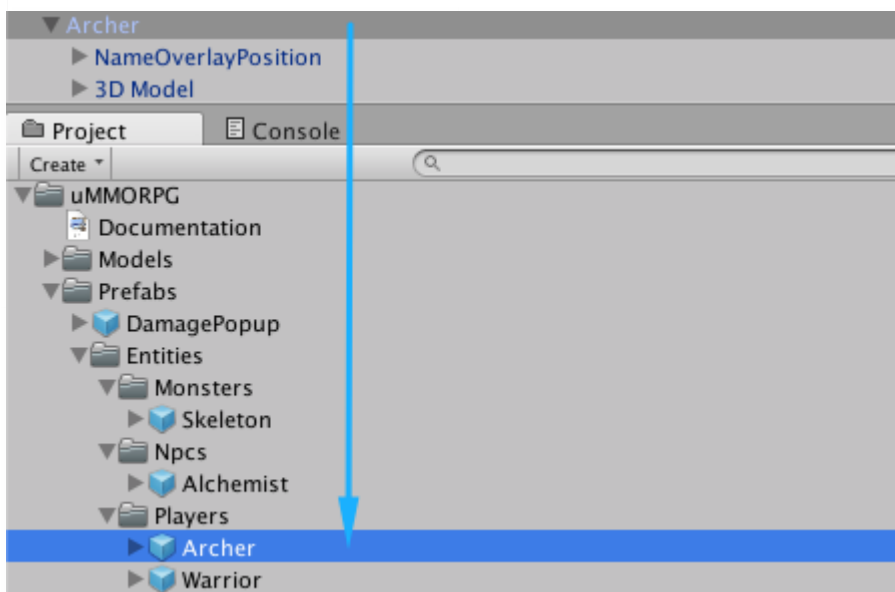 Archer
NameOverlayPosition
3D Model
Project Console
Create
uMMORPG
Documentation
Models
Prefabs
DamagePopup
Entities
Monsters
Skeleton
Npcs
Alchemist
Players
Archer
Warrior